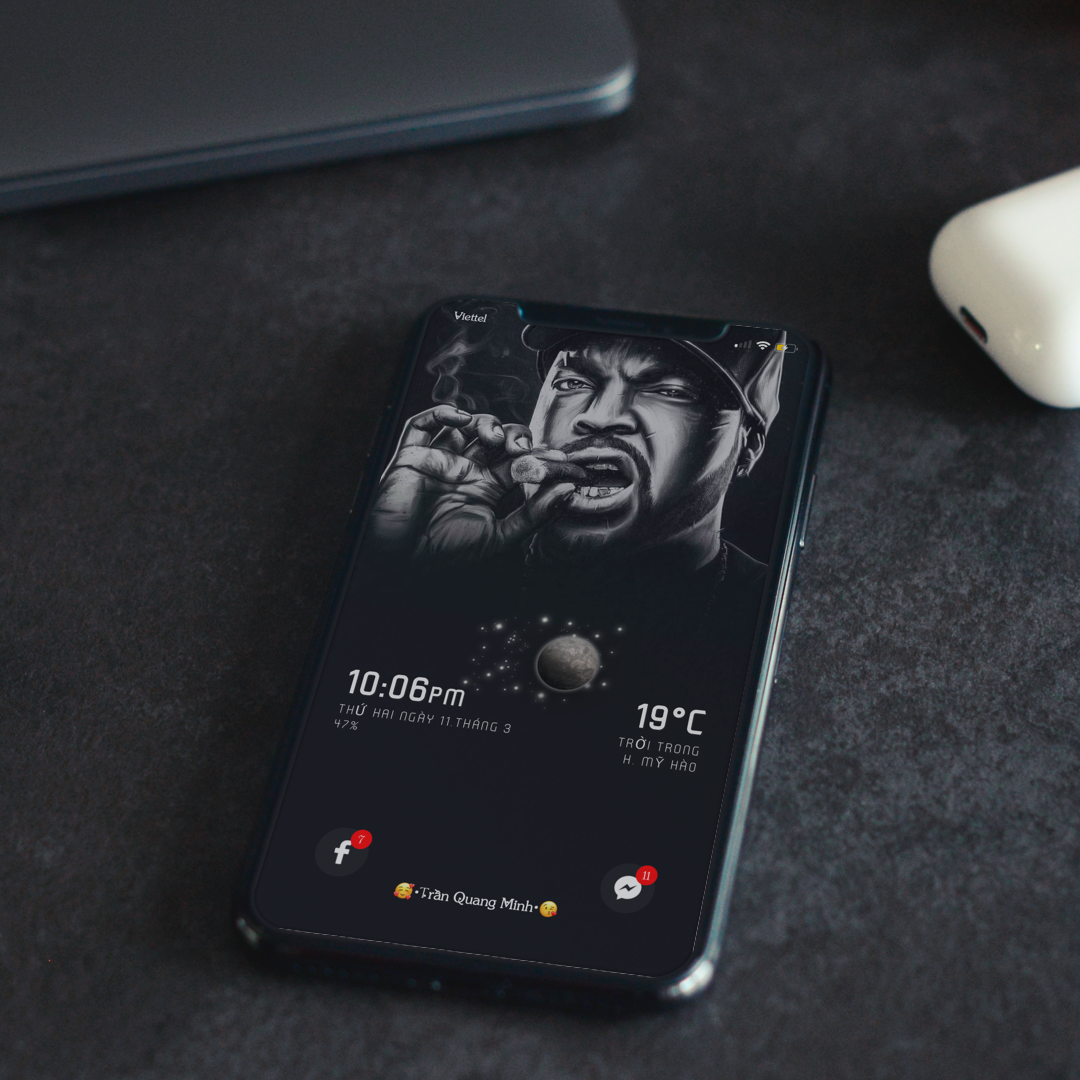 Viettel
10:06PM
THỨ HAI NGÀY 11 THÁNG 3
47%
19°C
TRỜI TRONG
H. MỸ HÀO
7
11
🥰•Trần Quang Minh•😘